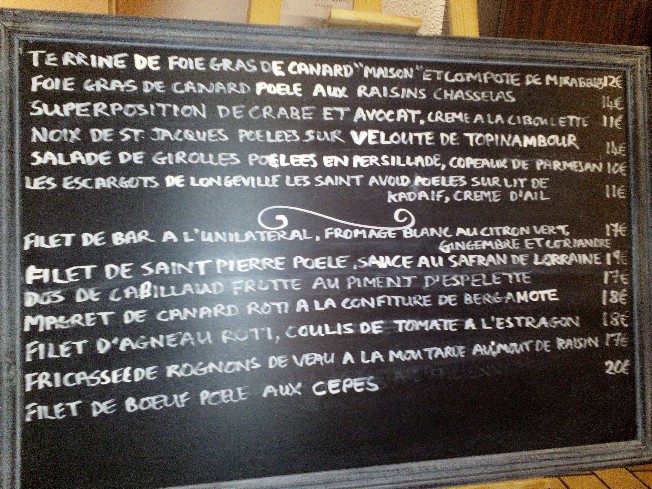 TERRINE DE FOIE GRAS DE CANARD "MAISON" ET COMPOTE DE MIRABELLES 12€
FOIE GRAS DE CANARD POELE AUX RAISINS CHASSELAS 14€
SUPERPOSITION DE CRABE ET AVOCAT, CREME A LA CIBOULETTE 11€
NOIX DE ST. JACQUES POELEES SUR VELOUTE DE TOPINAMBOUR 14€
SALADE DE GIROLLES POELEES EN PERSILLADE, COPEAUX DE PARMESAN 10€
LES ESCARGOTS DE LONGEVILLE LES SAINT AVOLD POELES SUR LIT DE 11€
KADAIF, CREME D'AIL
FILET DE BAR A L'UNILATERAL, FROMAGE BLANC AU CITRON VERT, 17€
GINGEMBRE ET CORIANDRE
FILET DE SAINT PIERRE POELE, SAUCE AU SAFRAN DE LORRAINE 19€
DOS DE CABILLAUD FRUTTE AU PIMENT D'ESPELETTE 17€
MAGRET DE CANARD ROTI A LA CONFITURE DE BERGAMOTE 18€
FILET D'AGNEAU ROTI, COULIS DE TOMATE A L'ESTRAGON 18€
FRICASSEE DE ROGNONS DE VEAU A LA MOUTARDE AU MOUT DE RAISIN 17€
FILET DE BOEUF POELE AUX CEPES 20€